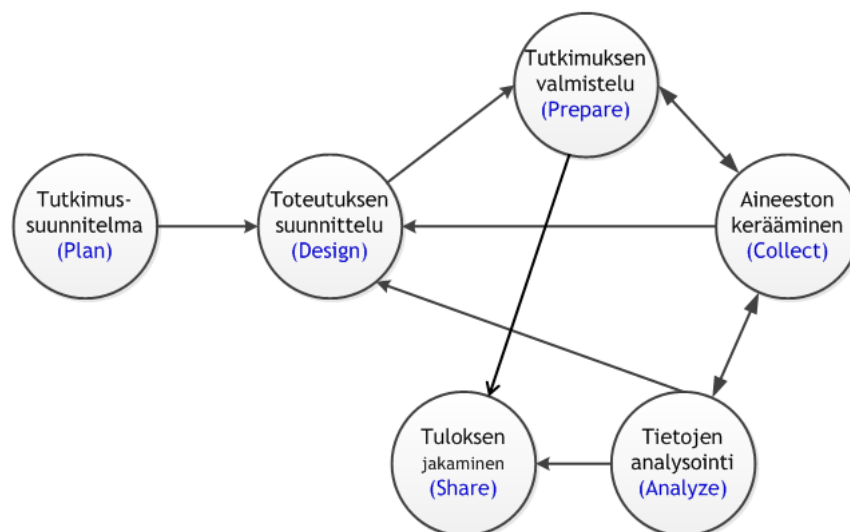 Tutkimuksen
valmistelu
(Prepare)
Tutkimus-
suunnitelma
(Plan)
Toteutuksen
suunnittelu
(Design)
Aineeston
kerääminen
(Collect)
Tuloksen
jakaminen
(Share)
Tietojen
analysointi
(Analyze)